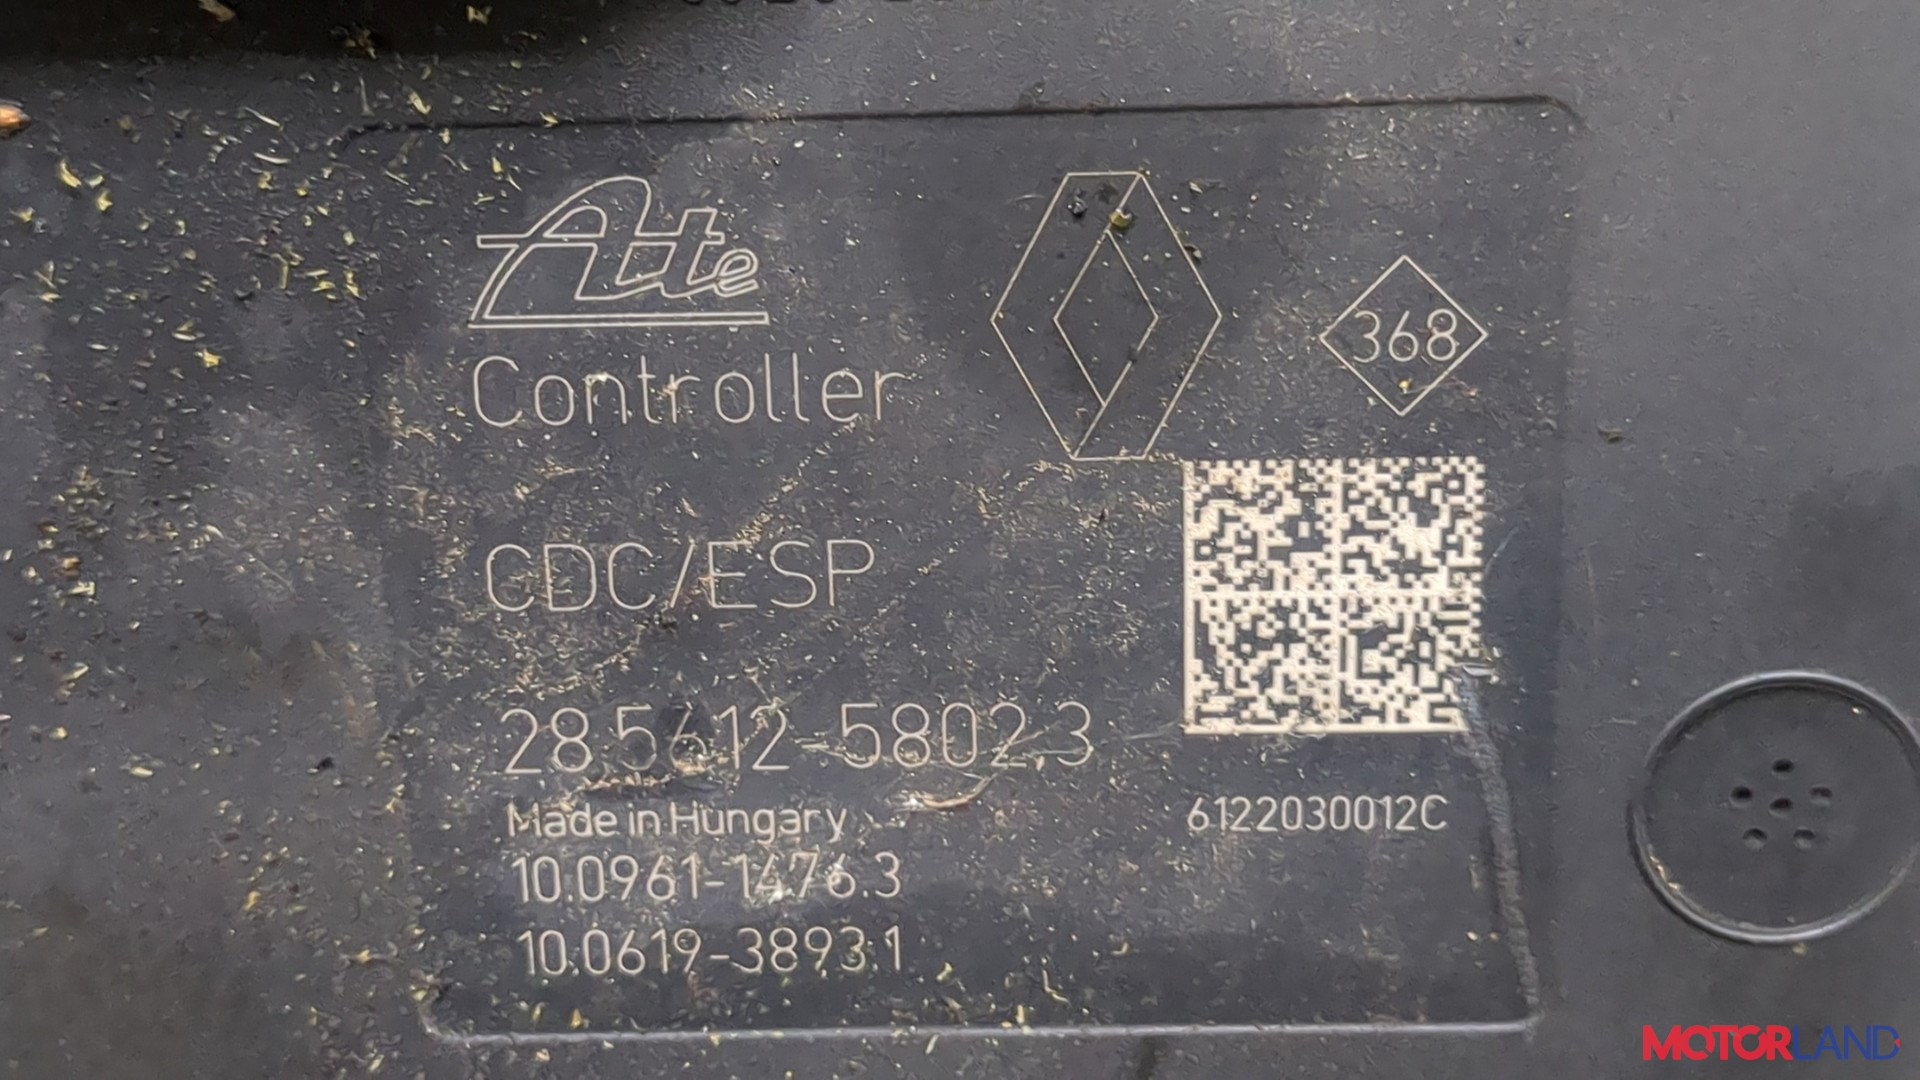 Ate
368
Controller
CDC/ESP
28.5612-5802.3
Made in Hungary
6122030012C
10.0961-1476.3
10.0619-3893.1
MOTORLAND